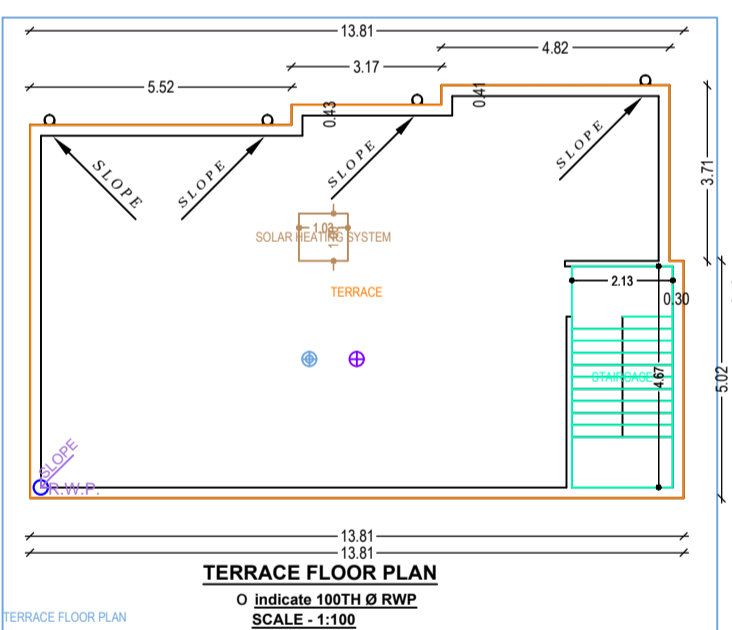 13.81
4.82
3.17
5.52
0.43
0.41
SLOPE
SLOPE
SLOPE
SLOPE
3.71
1.03
SOLAR HEATING SYSTEM
TERRACE
2.13
0.30
STAIRCASE
4.67
5.02
SLOPE
R.W.P.
13.81
13.81
TERRACE FLOOR PLAN
O indicate 100TH Ø RWP
SCALE - 1:100
TERRACE FLOOR PLAN